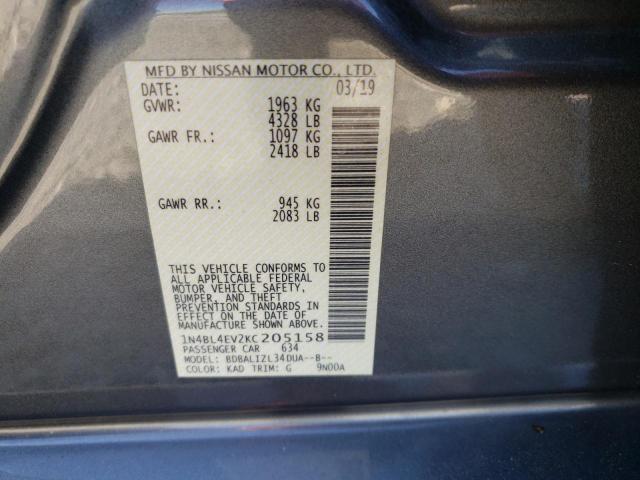 MFD BY NISSAN MOTOR CO., LTD.
DATE: 03/19
GVWR: 1963 KG
4328 LB
GAWR FR.: 1097 KG
2418 LB
GAWR RR.: 945 KG
2083 LB
THIS VEHICLE CONFORMS TO
ALL APPLICABLE FEDERAL
MOTOR VEHICLE SAFETY,
BUMPER, AND THEFT
PREVENTION STANDARDS IN
EFFECT ON THE DATE OF
MANUFACTURE SHOWN ABOVE.
1N4BL4EV2KC205158
PASSENGER CAR 634
MODEL: BDBALIZL34DUA--B--
COLOR: KAD TRIM: G 9N00A